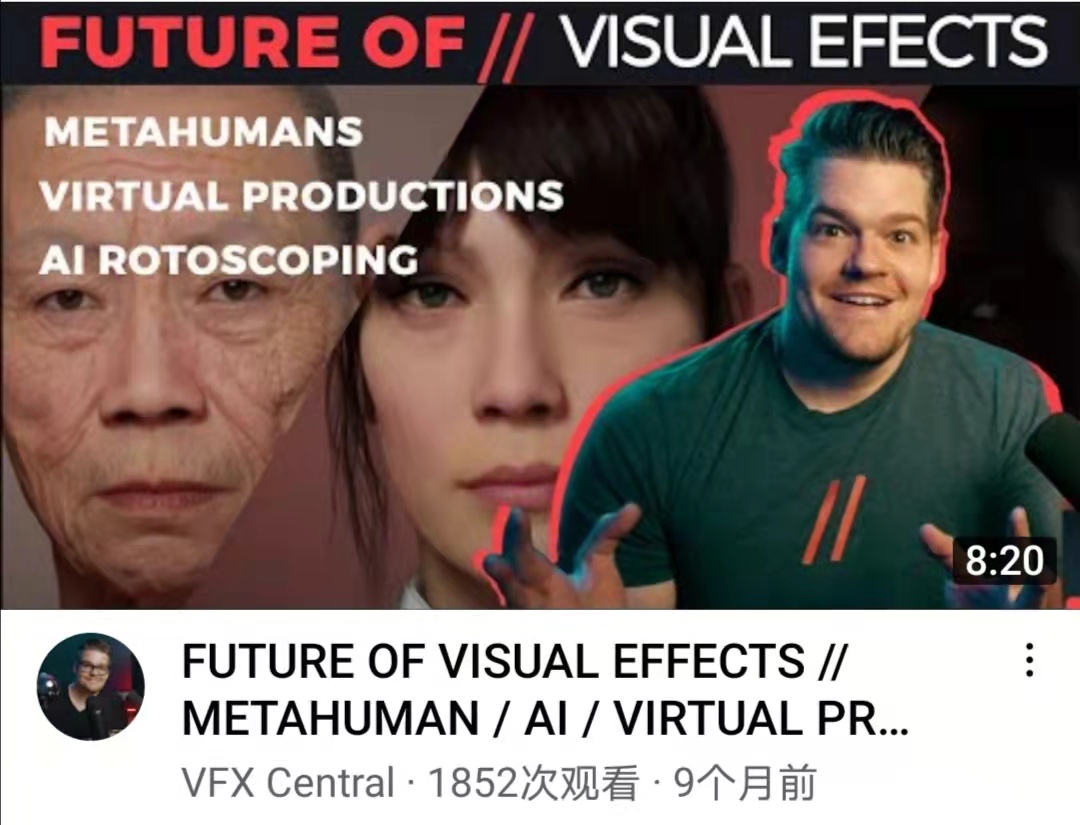 FUTURE OF // VISUAL EFECTS
METAHUMANS
VIRTUAL PRODUCTIONS
AI ROTOSCOPING
//
8:20
FUTURE OF VISUAL EFFECTS //
METAHUMAN / AI / VIRTUAL PR...
VFX Central · 1852次观看 · 9个月前